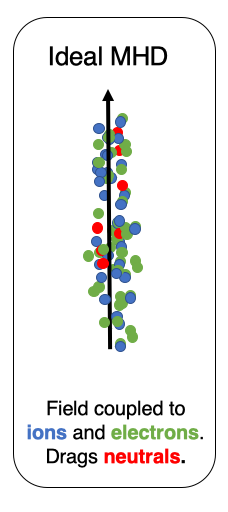 Ideal MHD
Field coupled to
ions and electrons.
Drags neutrals.